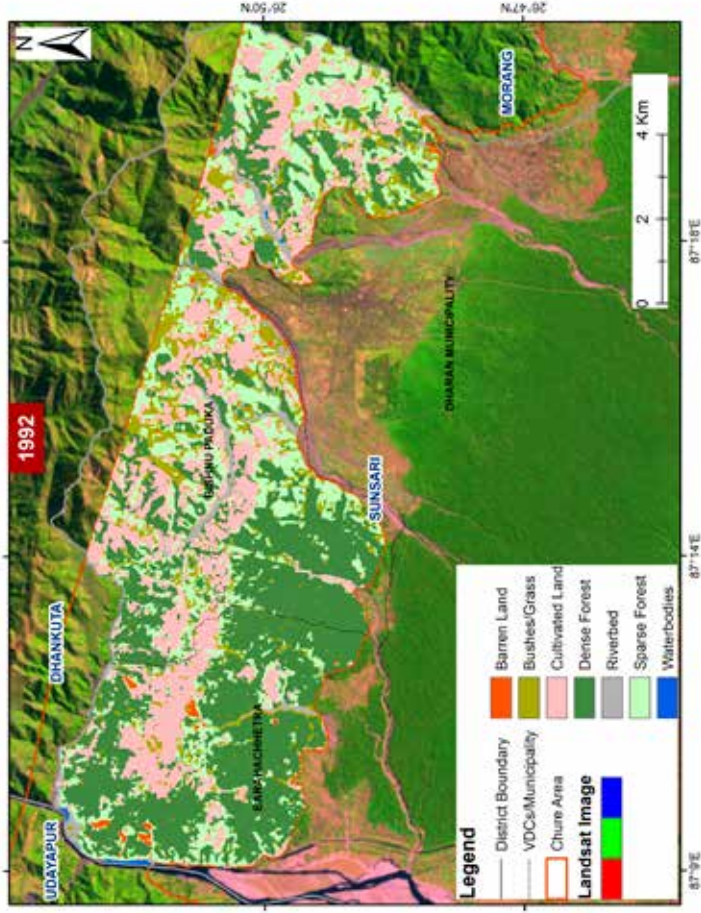 1992
N
UDAYAPUR
DHANKUTA
MORANG
SUNSARI
DHARAN MUNICIPALITY
26°50'N
26°47'N
87°9'E
87°14'E
87°18'E
0 2 4 Km
Legend
District Boundary
VDCs/Municipality
Chure Area
Landsat Image
Barren Land
Bushes/Grass
Cultivated Land
Dense Forest
Riverbed
Sparse Forest
Waterbodies